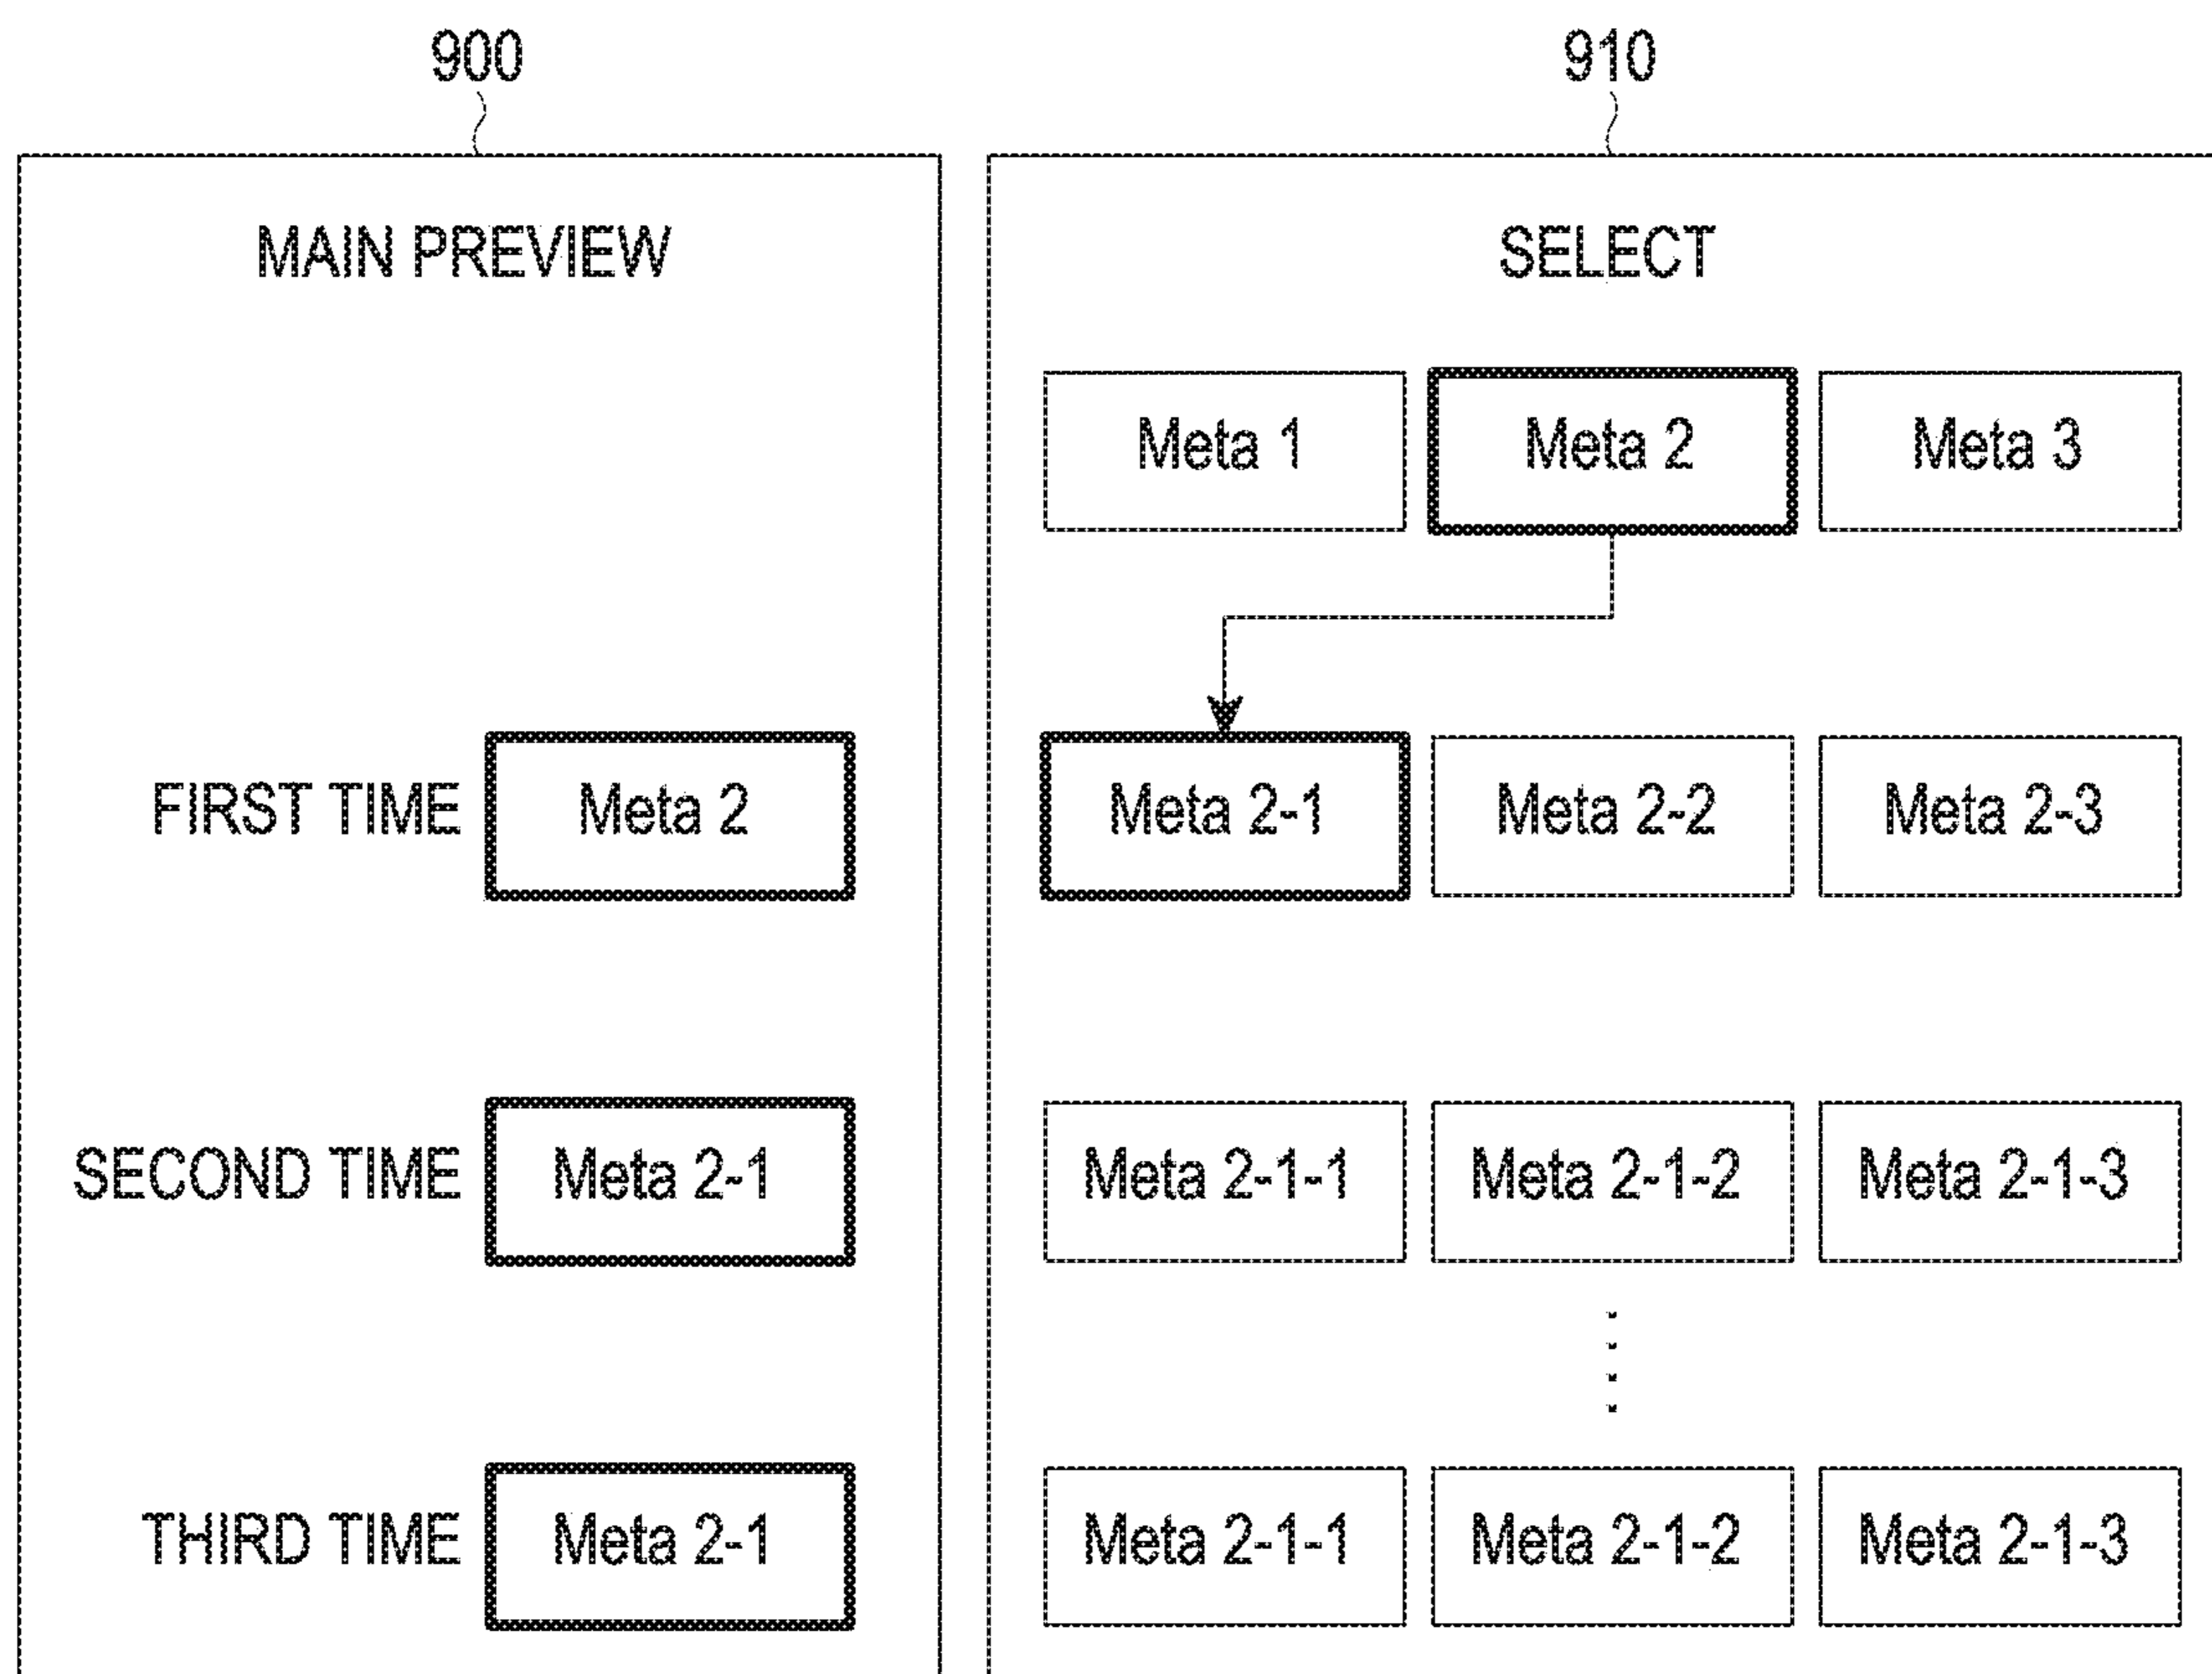 900 910
MAIN PREVIEW SELECT
Meta 1 Meta 2 Meta 3
FIRST TIME Meta 2 Meta 2-1 Meta 2-2 Meta 2-3
SECOND TIME Meta 2-1 Meta 2-1-1 Meta 2-1-2 Meta 2-1-3
THIRD TIME Meta 2-1 Meta 2-1-1 Meta 2-1-2 Meta 2-1-3